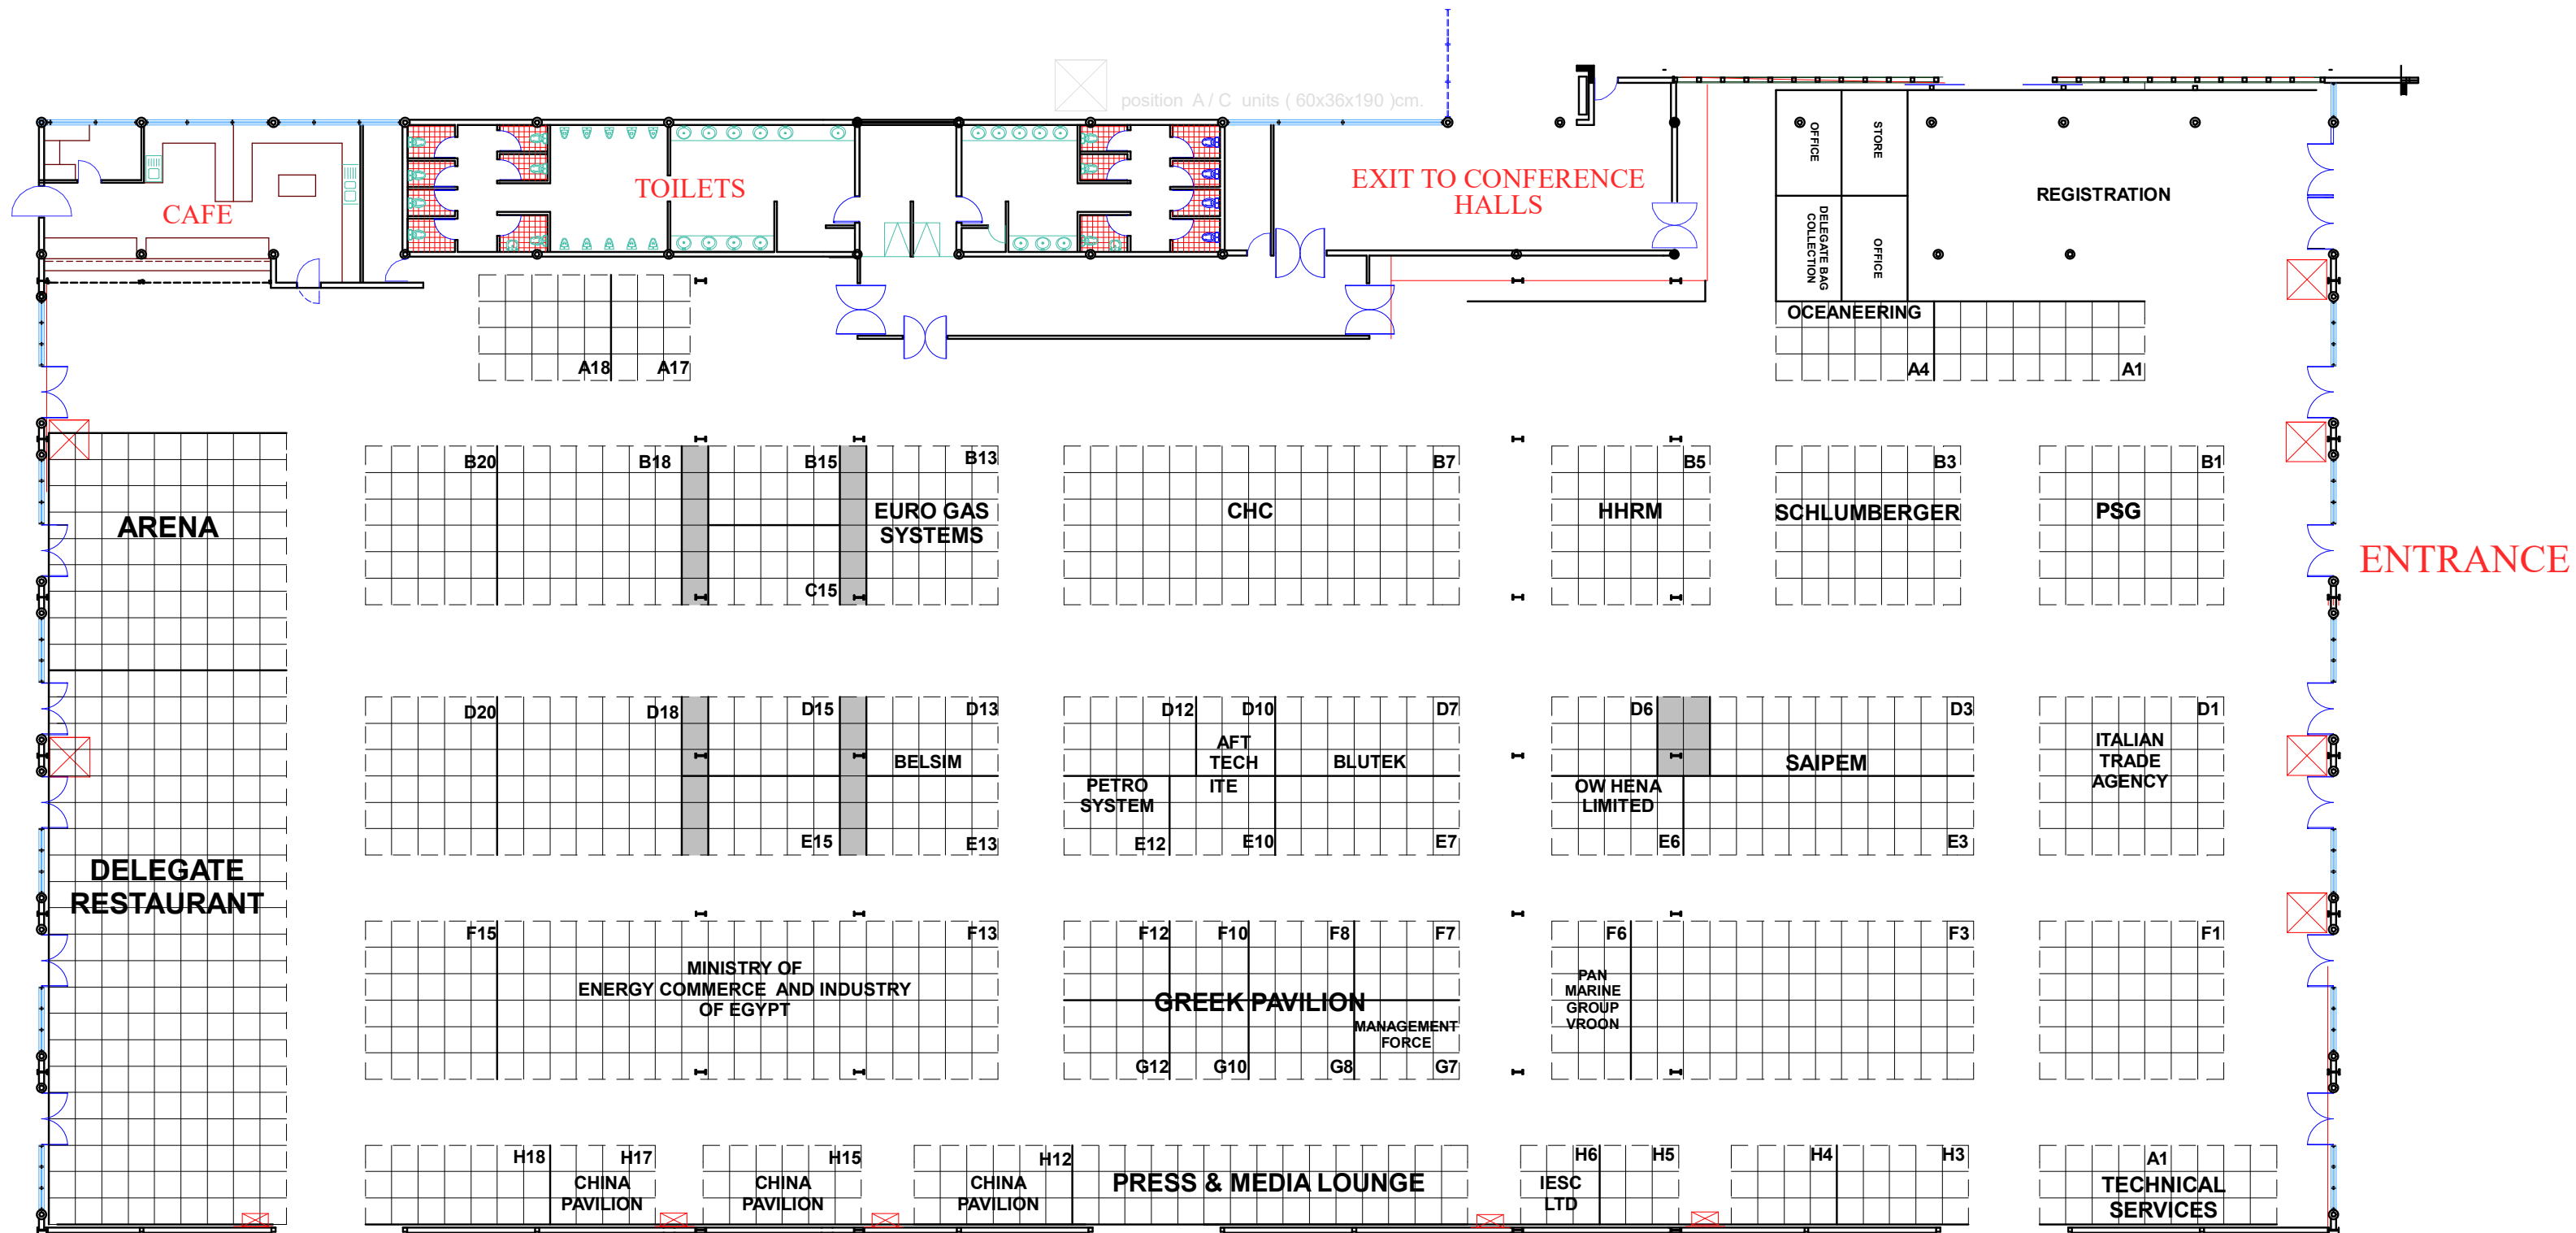 position A / C units ( 60x36x190 )cm.
CAFE
TOILETS
EXIT TO CONFERENCE
HALLS
OFFICE
STORE
DELEGATE BAG
COLLECTION
OFFICE
REGISTRATION
OCEANEERING
A18
A17
A4
A1
B20
B18
B15
B13
B7
B5
B3
B1
ARENA
EURO GAS
SYSTEMS
CHC
HHRM
SCHLUMBERGER
PSG
ENTRANCE
C15
D20
D18
D15
D13
D12
D10
D7
D6
D3
D1
BELSIM
AFT
TECH
BLUTEK
SAIPEM
ITALIAN
TRADE
AGENCY
PETRO
SYSTEM
ITE
OW HENA
LIMITED
E15
E13
E12
E10
E7
E6
E3
DELEGATE
RESTAURANT
F15
F13
F12
F10
F8
F7
F6
F3
F1
MINISTRY OF
ENERGY COMMERCE AND INDUSTRY
OF EGYPT
GREEK PAVILION
MANAGEMENT
FORCE
PAN
MARINE
GROUP
VROON
G12
G10
G8
G7
H18
H17
H15
H12
H6
H5
H4
H3
A1
CHINA
PAVILION
CHINA
PAVILION
CHINA
PAVILION
PRESS & MEDIA LOUNGE
IESC
LTD
TECHNICAL
SERVICES